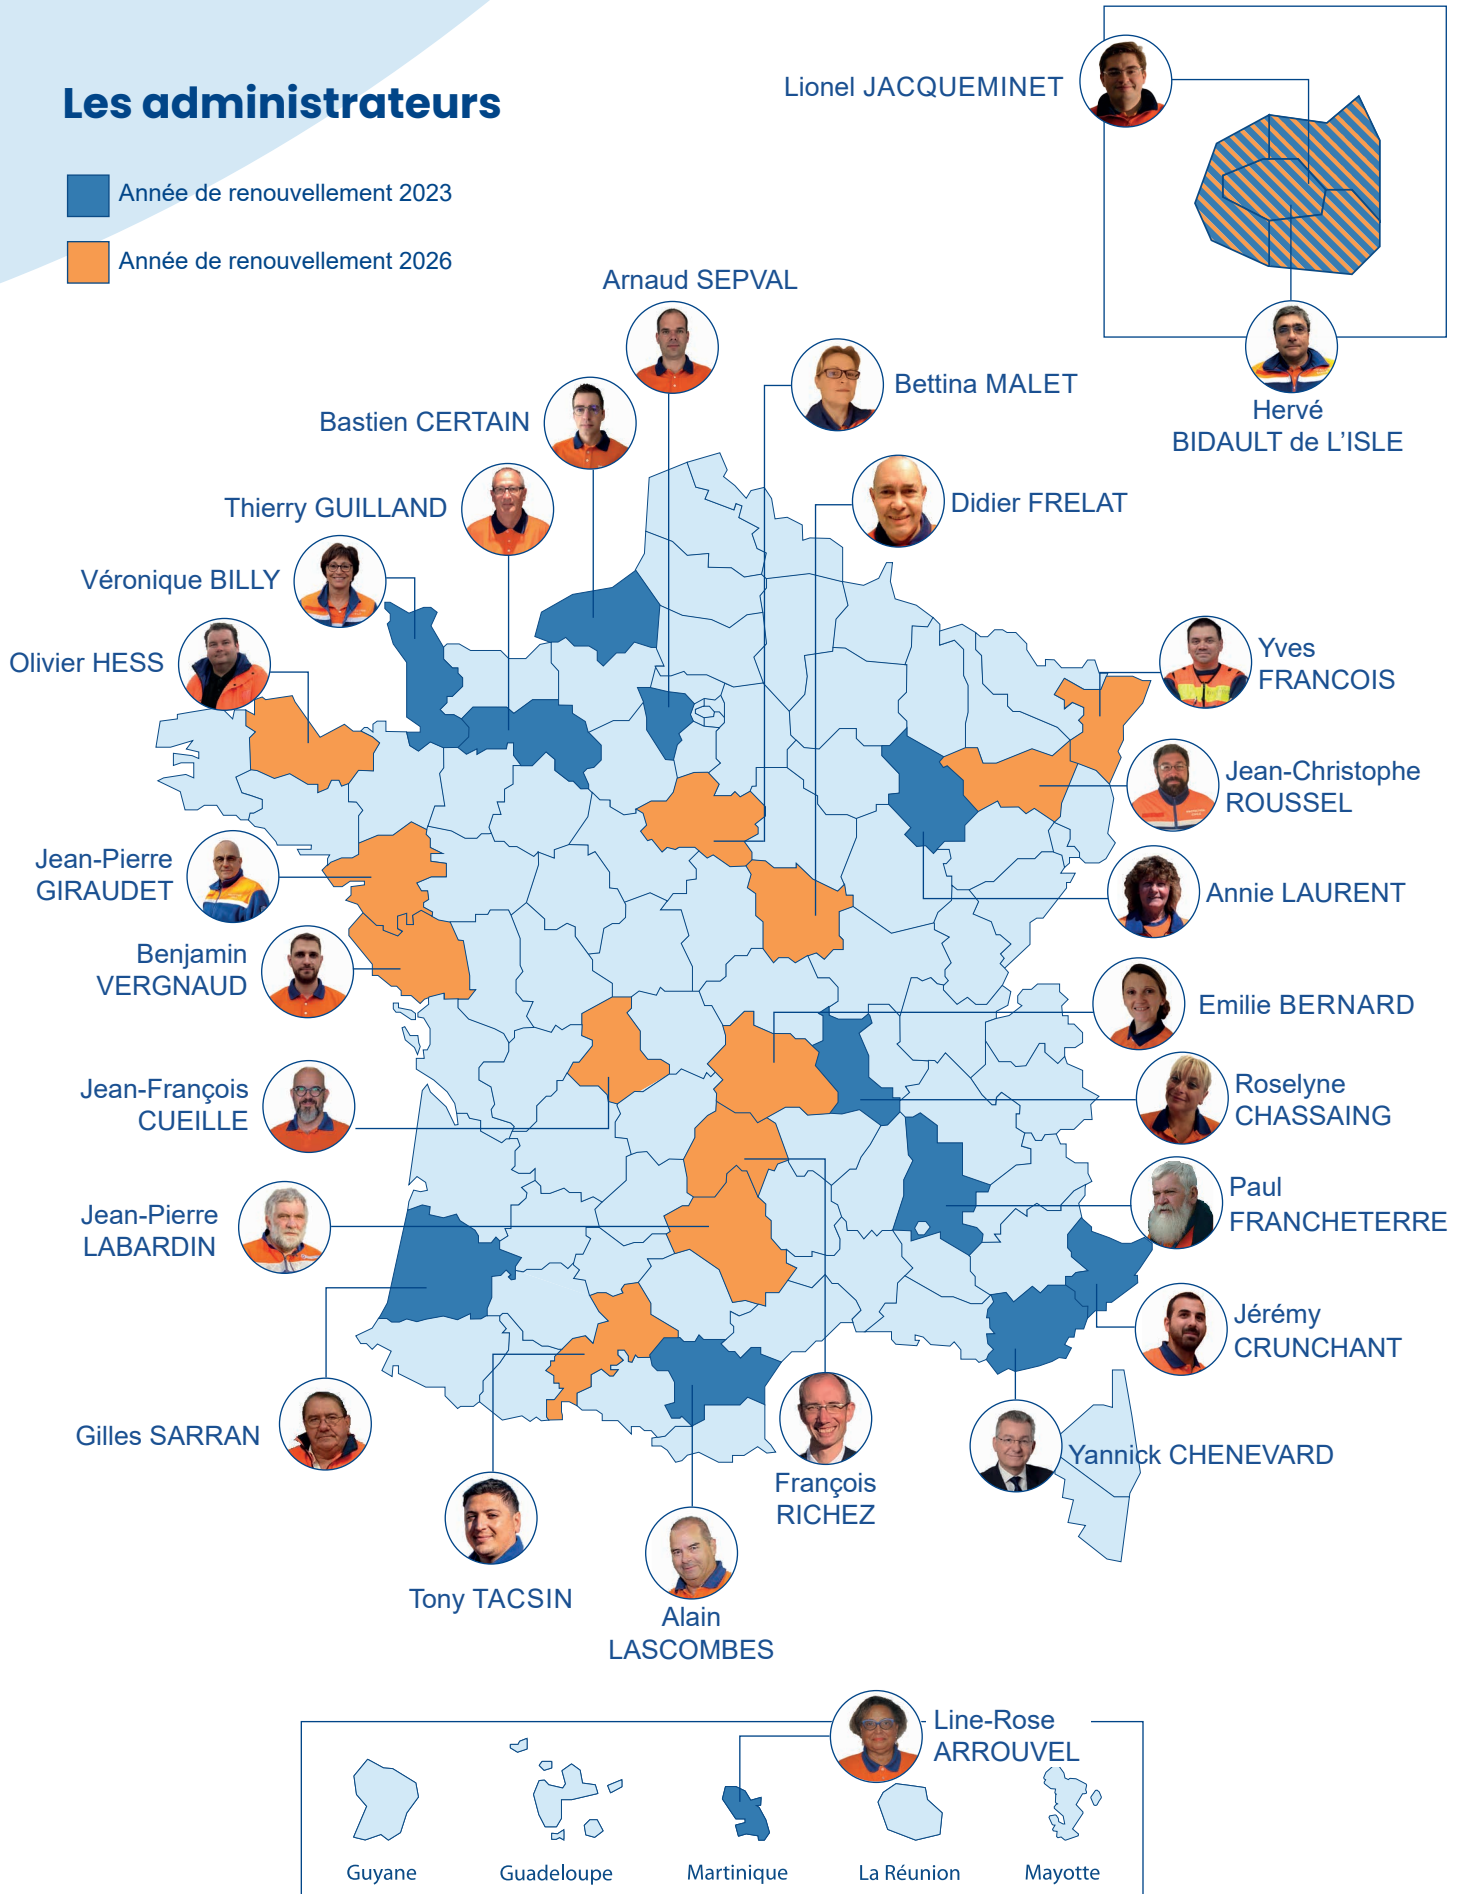 Les administrateurs
Année de renouvellement 2023
Année de renouvellement 2026
Lionel JACQUEMINET
Hervé
BIDAULT de L'ISLE
Arnaud SEPVAL
Bettina MALET
Bastien CERTAIN
Didier FRELAT
Thierry GUILLAND
Véronique BILLY
Olivier HESS
Yves
FRANCOIS
Jean-Christophe
ROUSSEL
Jean-Pierre
GIRAUDET
Annie LAURENT
Benjamin
VERGNAUD
Emilie BERNARD
Jean-François
CUEILLE
Roselyne
CHASSAING
Jean-Pierre
LABARDIN
Paul
FRANCHETERRE
Jérémy
CRUNCHANT
Gilles SARRAN
Yannick CHENEVARD
François
RICHEZ
Tony TACSIN
Alain
LASCOMBES
Line-Rose
ARROUVEL
Guyane
Guadeloupe
Martinique
La Réunion
Mayotte